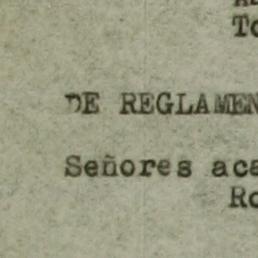 To
DE REGLAMEN
Señores aca
Ro